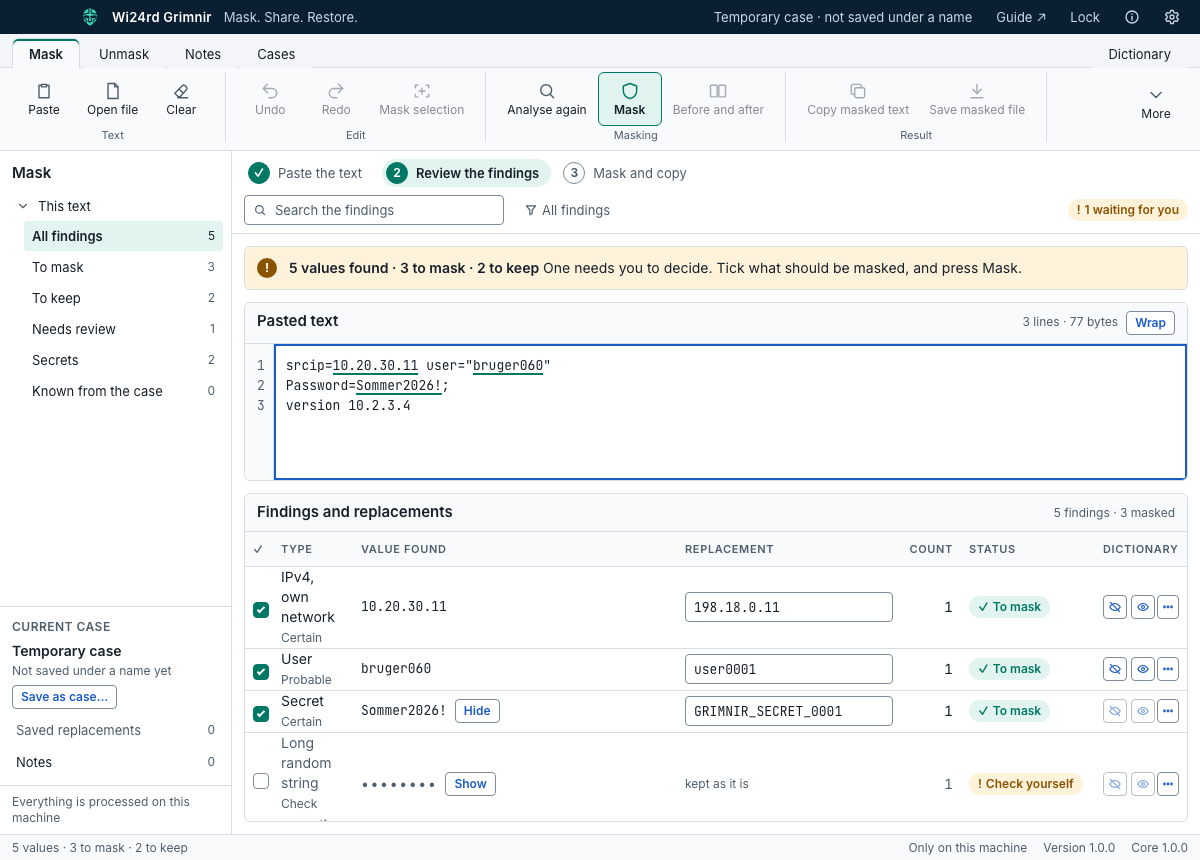 Wi24rd Grimnir Mask. Share. Restore. Temporary case · not saved under a name Guide ↗ Lock
Mask Unmask Notes Cases Dictionary
Paste Open file Clear Undo Redo Mask selection Analyse again Mask Before and after Copy masked text Save masked file More
Text Edit Masking Result
Mask
This text
All findings 5
To mask 3
To keep 2
Needs review 1
Secrets 2
Known from the case 0
CURRENT CASE
Temporary case
Not saved under a name yet
Save as case…
Saved replacements 0
Notes 0
Everything is processed on this
machine
Paste the text 2 Review the findings 3 Mask and copy
Search the findings All findings ! 1 waiting for you
! 5 values found · 3 to mask · 2 to keep One needs you to decide. Tick what should be masked, and press Mask.
Pasted text 3 lines · 77 bytes Wrap
1 srcip=10.20.30.11 user="bruger060"
2 Password=Sommer2026!;
3 version 10.2.3.4
Findings and replacements 5 findings · 3 masked
✓ TYPE VALUE FOUND REPLACEMENT COUNT STATUS DICTIONARY
IPv4,
own
network
Certain
10.20.30.11 198.18.0.11 1 ✓ To mask
User
Probable
bruger060 user0001 1 ✓ To mask
Secret
Certain
Sommer2026! Hide GRIMNIR_SECRET_0001 1 ✓ To mask
Long
random
string
Check
•••••••• Show kept as it is 1 ! Check yourself
5 values · 3 to mask · 2 to keep Only on this machine Version 1.0.0 Core 1.0.0